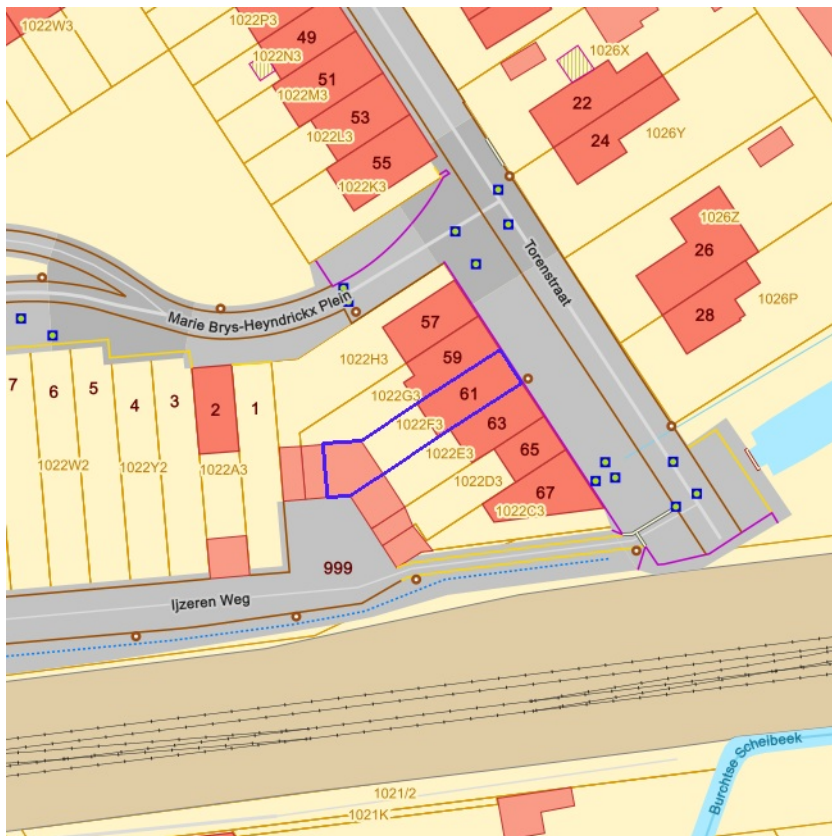 1022W3
1022P3
49
1022N3
51
1022M3
53
1022L3
55
1022K3
1026X
22
24
1026Y
1026Z
26
28
1026P
Torenstraat
Marie Brys-Heyndrickx Plein
57
1022H3
59
1022G3
61
1022F3
63
1022E3
65
1022D3
67
1022C3
7
6
5
4
3
2
1
1022W2
1022Y2
1022A3
999
Ijzeren Weg
Burchtse Scheibeek
1021/2
1021K